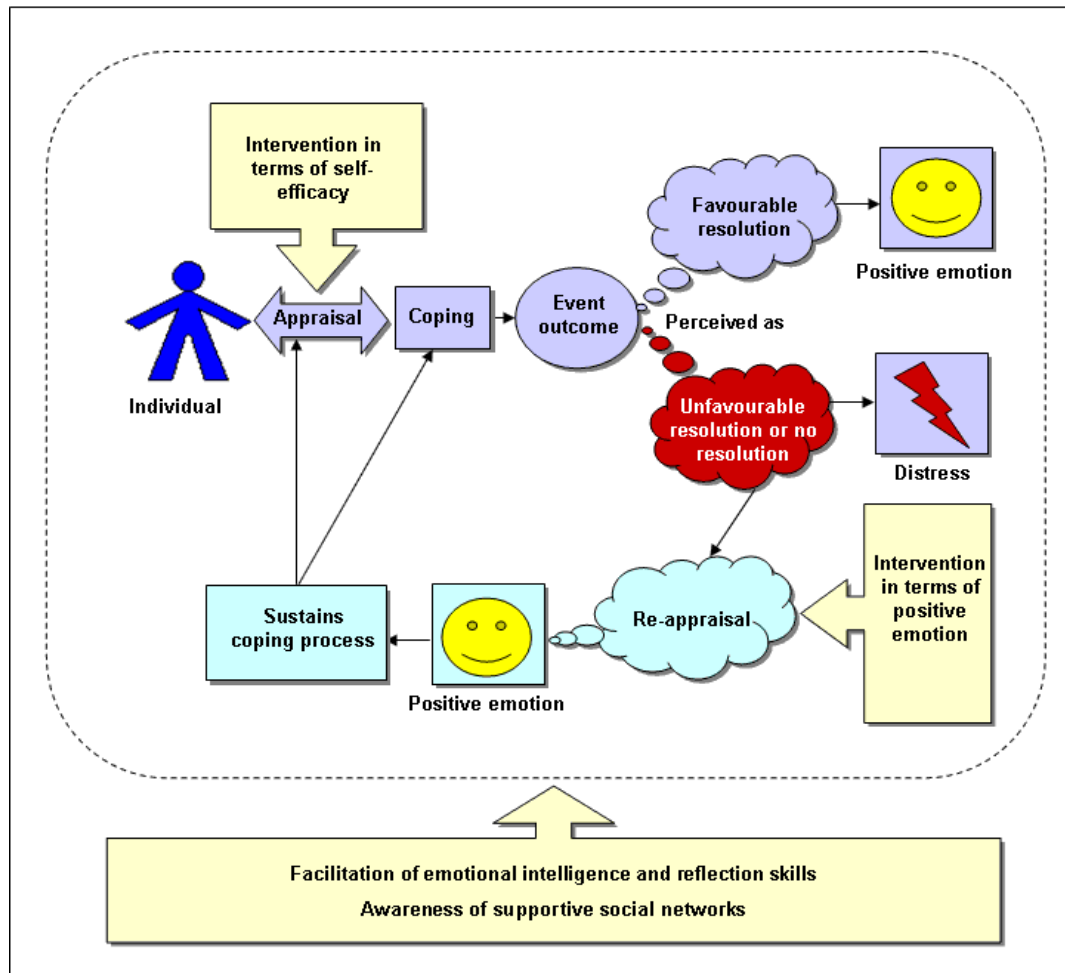 Intervention in
terms of self-
efficacy
Favourable
resolution
Positive emotion
Individual
Appraisal
Coping
Event
outcome
Perceived as
Unfavourable
resolution or no
resolution
Distress
Intervention
in terms of
positive
emotion
Re-appraisal
Positive emotion
Sustains
coping process
Facilitation of emotional intelligence and reflection skills
Awareness of supportive social networks